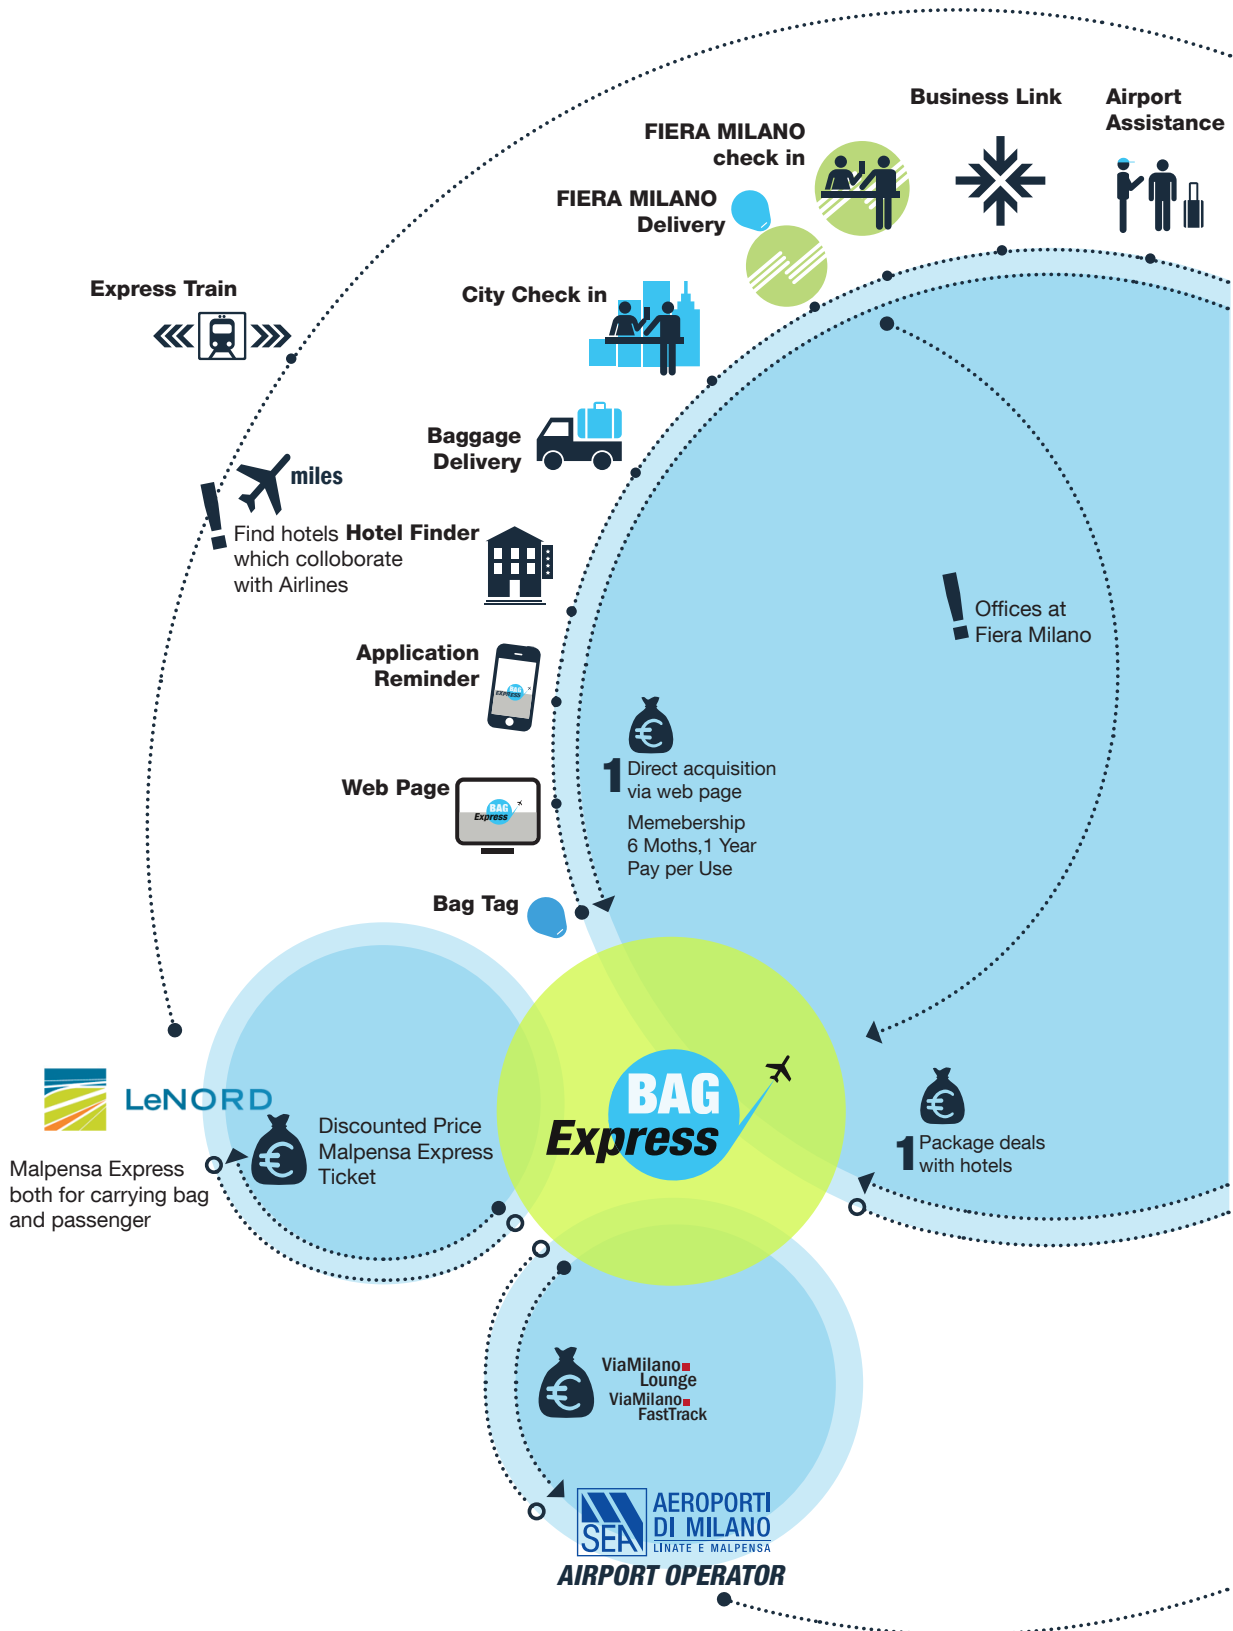 Business Link
Airport
Assistance
FIERA MILANO
check in
FIERA MILANO
Delivery
Express Train
City Check in
Baggage
Delivery
miles
! Find hotels Hotel Finder
which colloborate
with Airlines
! Offices at
Fiera Milano
Application
Reminder
BAG
Express
€
1 Direct acquisition
via web page
Memebership
6 Moths,1 Year
Pay per Use
Web Page
BAG
Express
Bag Tag
BAG
Express
LeNORD
Malpensa Express
both for carrying bag
and passenger
€
Discounted Price
Malpensa Express
Ticket
€
1 Package deals
with hotels
€
ViaMilano
Lounge
ViaMilano
FastTrack
SEA
AEROPORTI
DI MILANO
LINATE E MALPENSA
AIRPORT OPERATOR